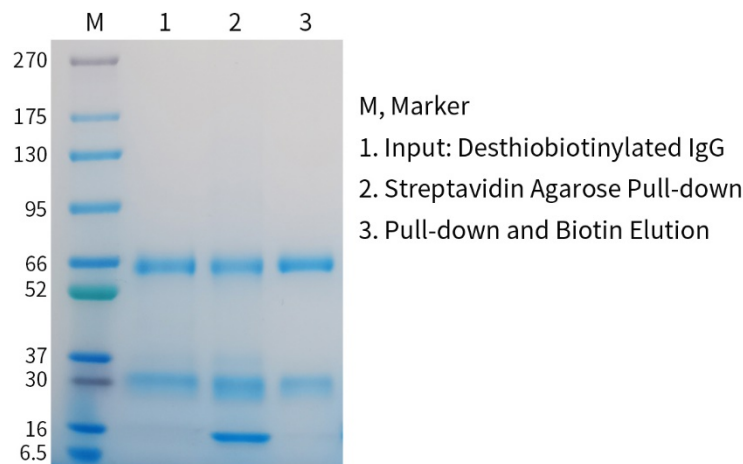 M 1 2 3
270
175
130
95
66
52
37
30
16
6.5
M, Marker
1. Input: Desthiobiotinylated IgG
2. Streptavidin Agarose Pull-down
3. Pull-down and Biotin Elution